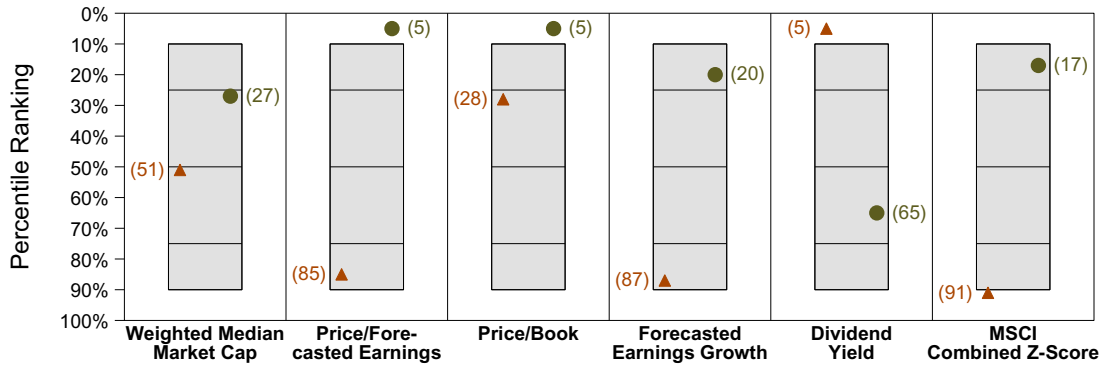 Percentile Ranking
0%
10%
20%
30%
40%
50%
60%
70%
80%
90%
100%
(51)
(27)
(85)
(5)
(28)
(5)
(87)
(20)
(5)
(65)
(91)
(17)
Weighted Median
Market Cap
Price/Fore-
casted Earnings
Price/Book
Forecasted
Earnings Growth
Dividend
Yield
MSCI
Combined Z-Score